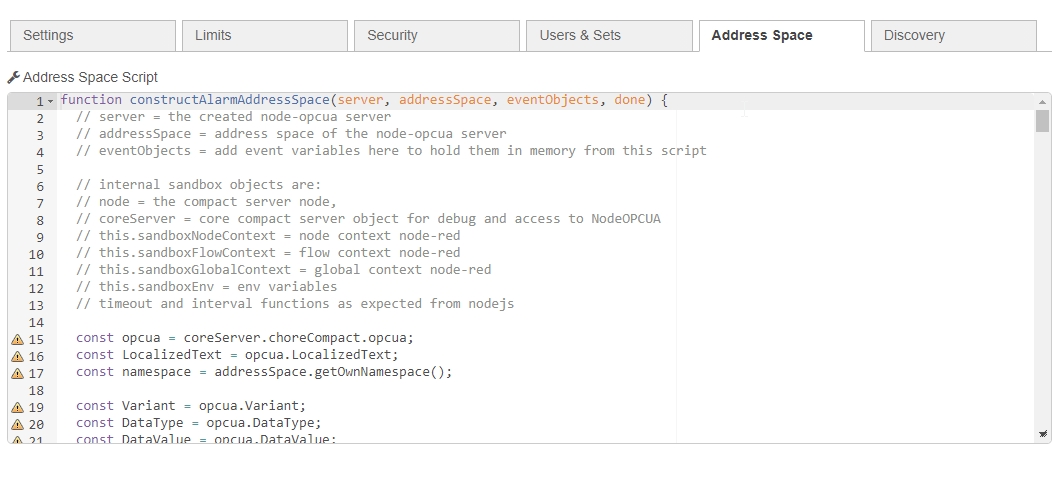 Settings
Limits
Security
Users & Sets
Address Space
Discovery
Address Space Script
1 function constructAlarmAddressSpace(server, addressSpace, eventObjects, done) {
2 // server = the created node-opcua server
3 // addressSpace = address space of the node-opcua server
4 // eventObjects = add event variables here to hold them in memory from this script
5
6 // internal sandbox objects are:
7 // node = the compact server node,
8 // coreServer = core compact server object for debug and access to NodeOPCUA
9 // this.sandboxNodeContext = node context node-red
10 // this.sandboxFlowContext = flow context node-red
11 // this.sandboxGlobalContext = global context node-red
12 // this.sandboxEnv = env variables
13 // timeout and interval functions as expected from nodejs
14
15 const opcua = coreServer.choreCompact.opcua;
16 const LocalizedText = opcua.LocalizedText;
17 const namespace = addressSpace.getOwnNamespace();
18
19 const Variant = opcua.Variant;
20 const DataType = opcua.DataType;
21 const DataValue = opcua.DataValue;